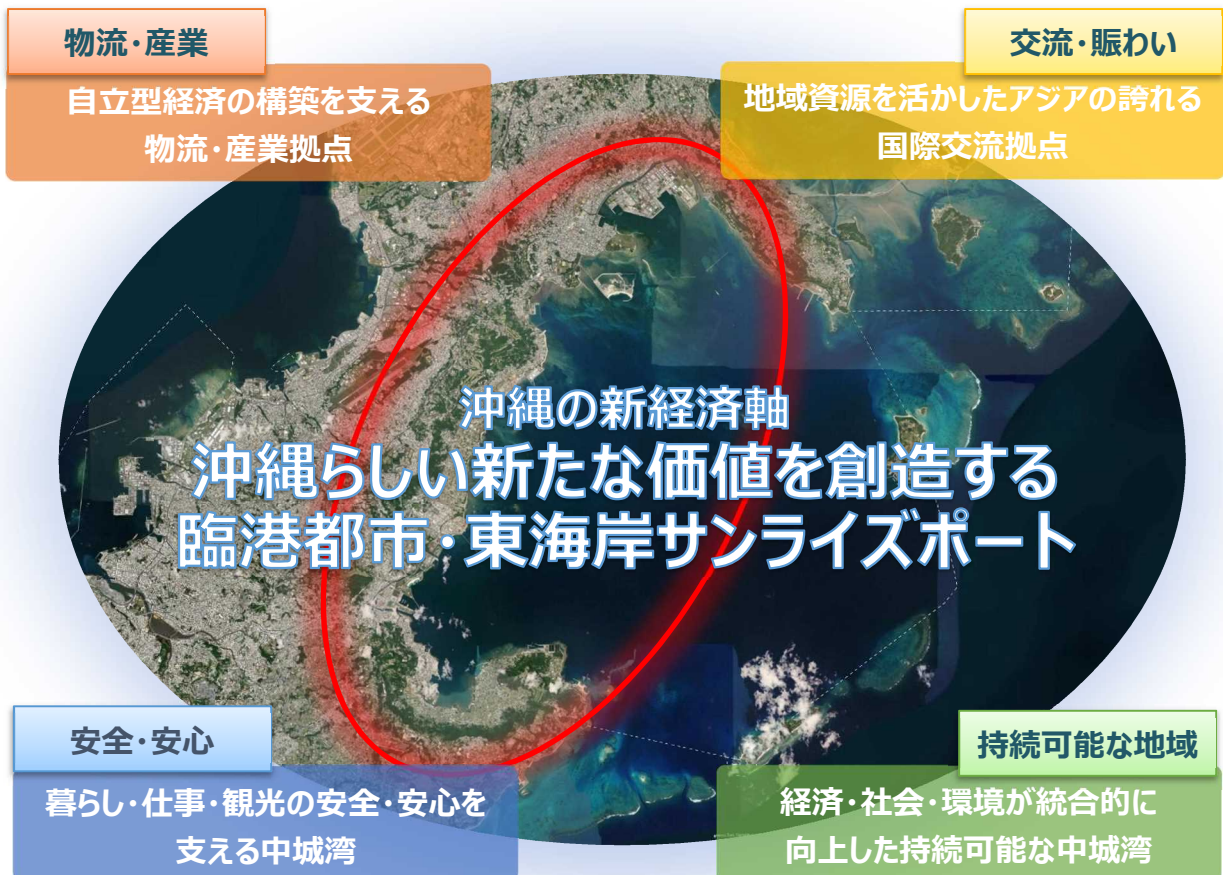 物流・産業
自立型経済の構築を支える
物流・産業拠点
交流・賑わい
地域資源を活かしたアジアの誇れる
国際交流拠点
沖縄の新経済軸
沖縄らしい新たな価値を創造する
臨港都市・東海岸サンライズポート
安全・安心
暮らし・仕事・観光の安全・安心を
支える中城湾
持続可能な地域
経済・社会・環境が統合的に
向上した持続可能な中城湾